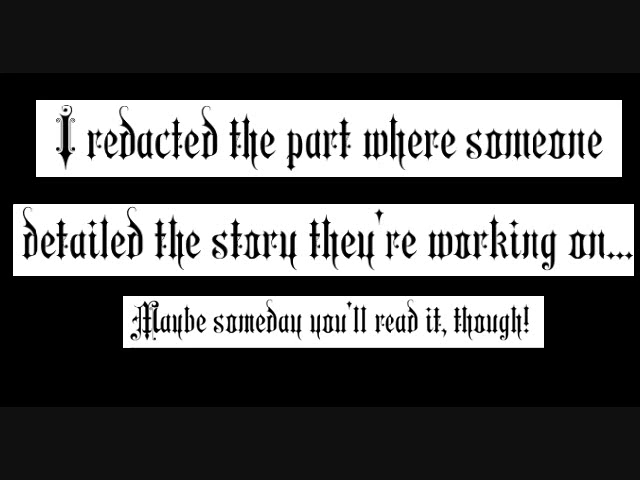 I redacted the part where someone
detailed the story they're working on...
Maybe someday you'll read it, though!